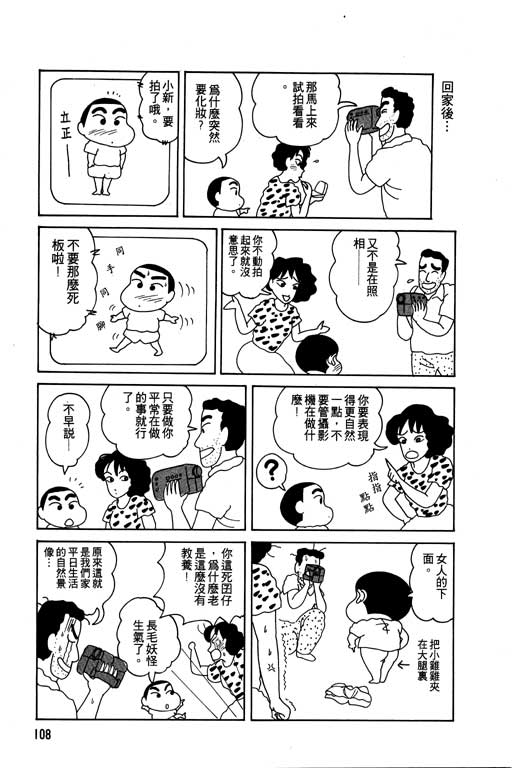 回家後…
那馬上來
試拍看看
。
爲什麼突然
要化妝？
小新，要
拍了哦。
立正——
又不是在照
相——
你不動拍
起來就沒
意思了。
同手同腳
不要那麼死
板啦！
你要表現
得更自然
一點，不
要管攝影
機在做什
麼！
指指點點
？
只要做你
平常在做
的事就行
了。
不早說——
女人的下
面。
把小雞雞夾
在大腿裏
你這死囝仔
，爲什麼老
是這麼沒有
教養！
長毛妖怪
生氣了。
原來這就
是我們家
平日生活
的自然景
像…
108